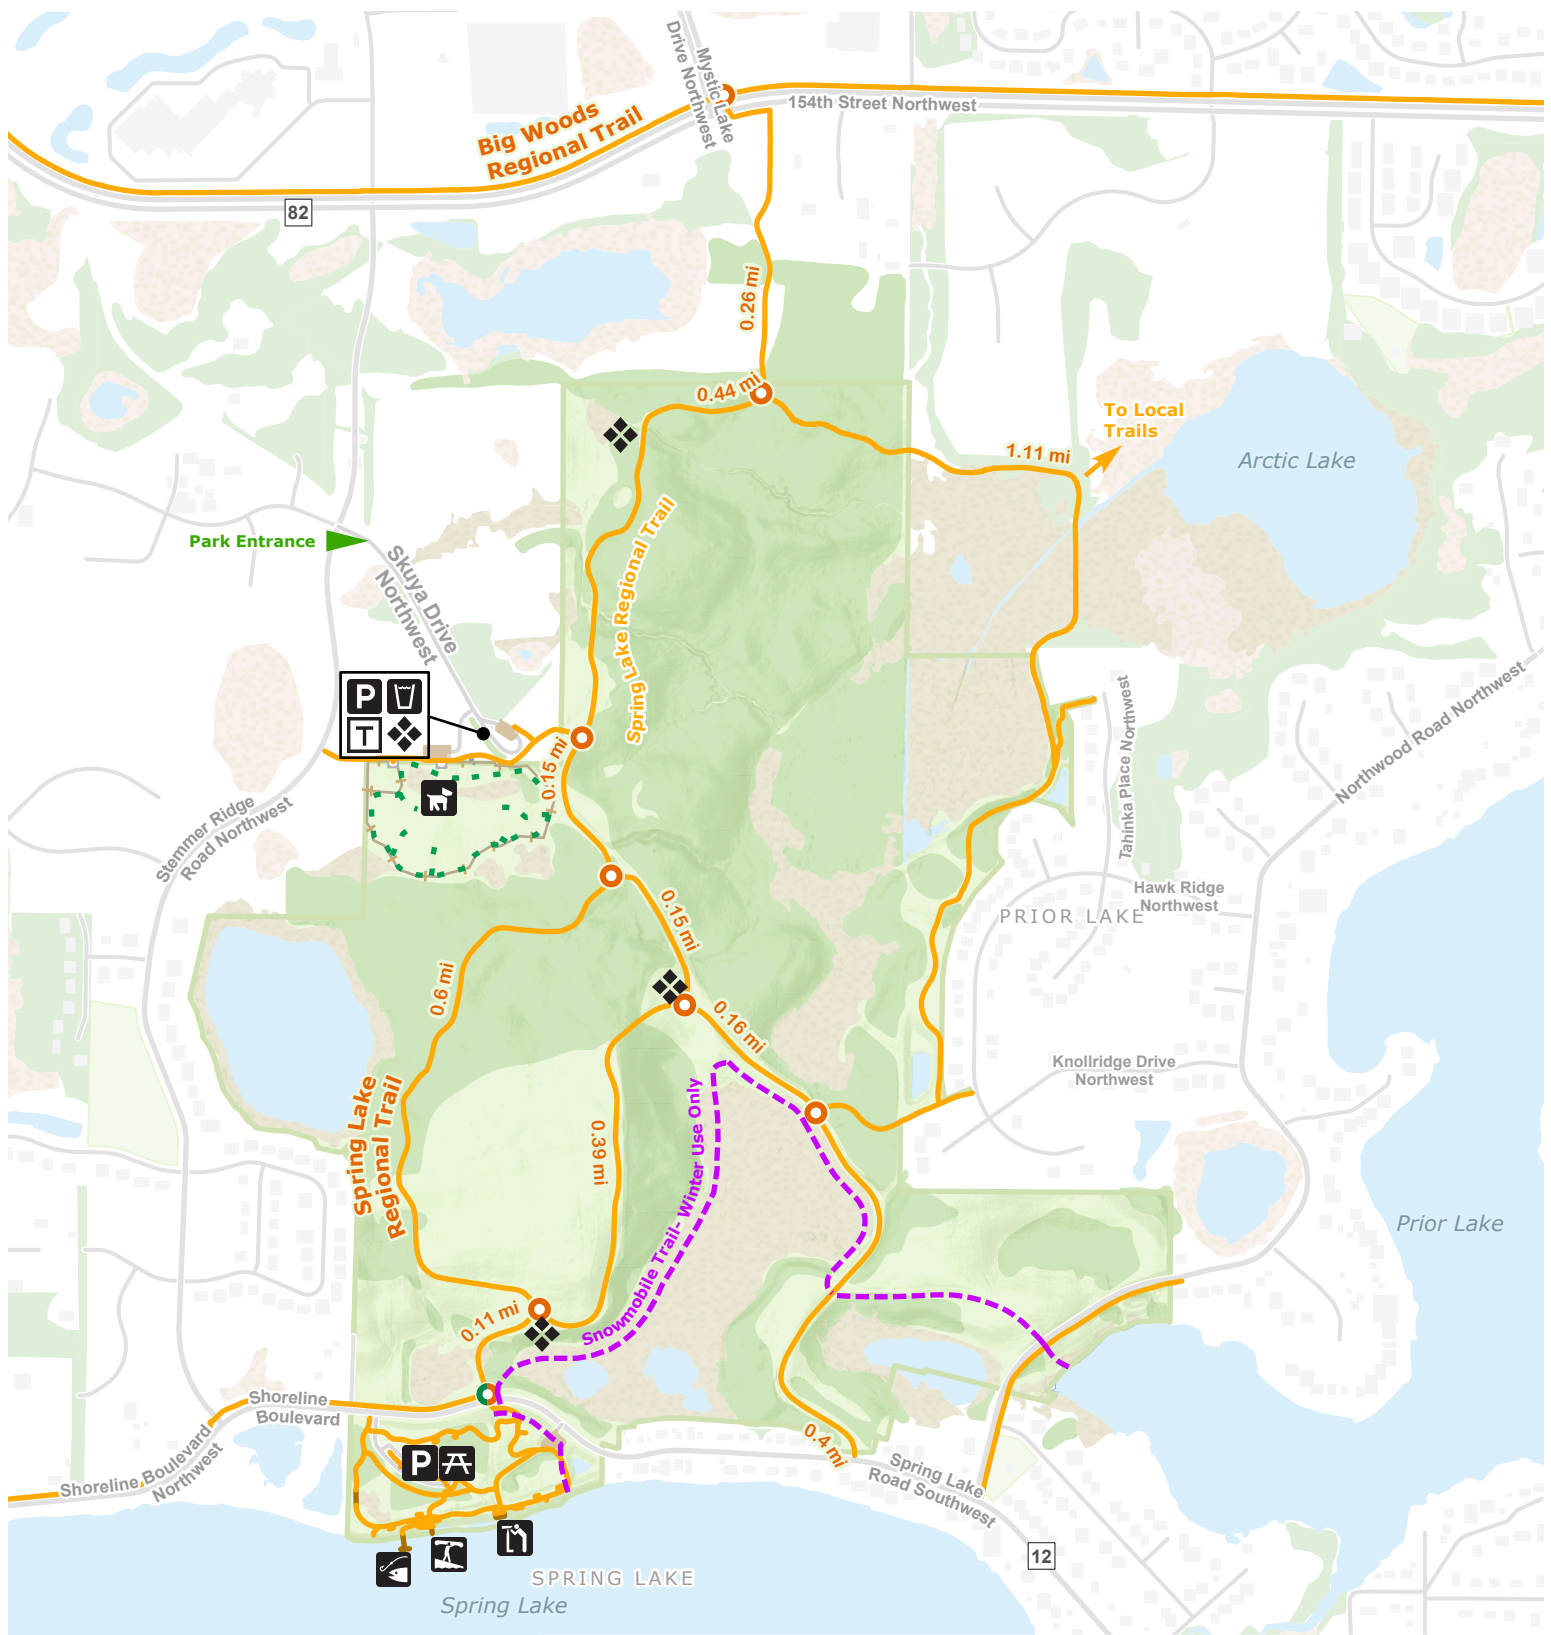 Mystic Lake
Drive Northwest
154th Street Northwest
Big Woods
Regional Trail
82
0.26 mi
0.44 mi
To Local
Trails
1.11 mi
Arctic Lake
Park Entrance
Skuya Drive
Northwest
Spring Lake Regional Trail
P
T
0.15 mi
Stemmer Ridge
Road Northwest
Tahinka Place Northwest
Northwood Road Northwest
Hawk Ridge
Northwest
PRIOR LAKE
0.15 mi
0.6 mi
0.16 mi
Knollridge Drive
Northwest
Spring Lake
Regional Trail
0.39 mi
Snowmobile Trail- Winter Use Only
Prior Lake
0.11 mi
Shoreline
Boulevard
Shoreline Boulevard
Northwest
P
0.4 mi
Spring Lake
Road Southwest
12
SPRING LAKE
Spring Lake